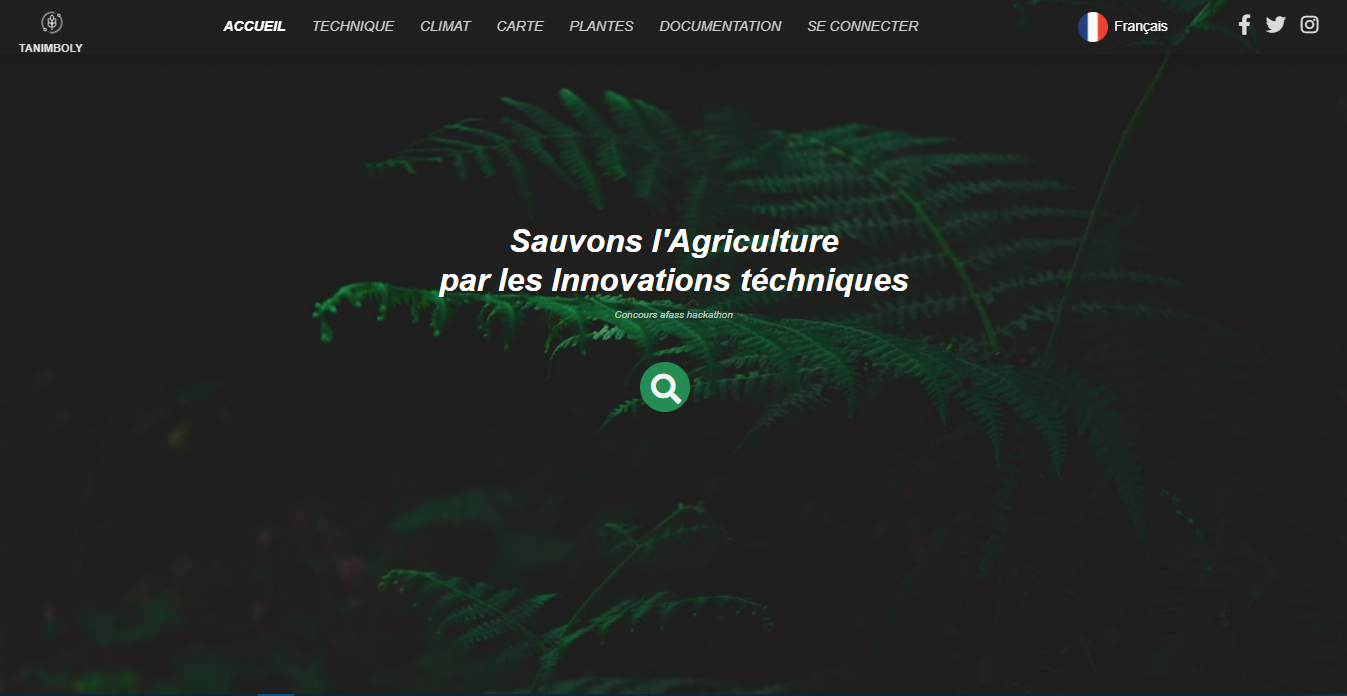 ACCUEIL TECHNIQUE CLIMAT CARTE PLANTES DOCUMENTATION SE CONNECTER Français
TANIMBOLY
Sauvons l'Agriculture
par les Innovations téchniques
Concours afass hackathon